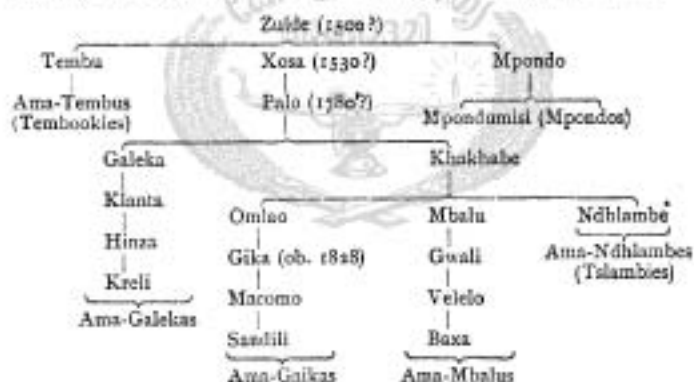 Zulde (1500?)
Tembu Xosa (1530?) Mpondo
Ama-Tembus Palo (1780?) Mpondumisi (Mpondos)
(Tembookies)
Galeka Khakhabe
Klanta Omlao Mbalu Ndhlambe*
Hinza Gika (ob. 1828) Gwali Ama-Ndhlambes
(Tslambies)
Kreli Macomo Velelo
Ama-Galekas Sandili Baxa
Ama-Gaikas Ama-Mbalus